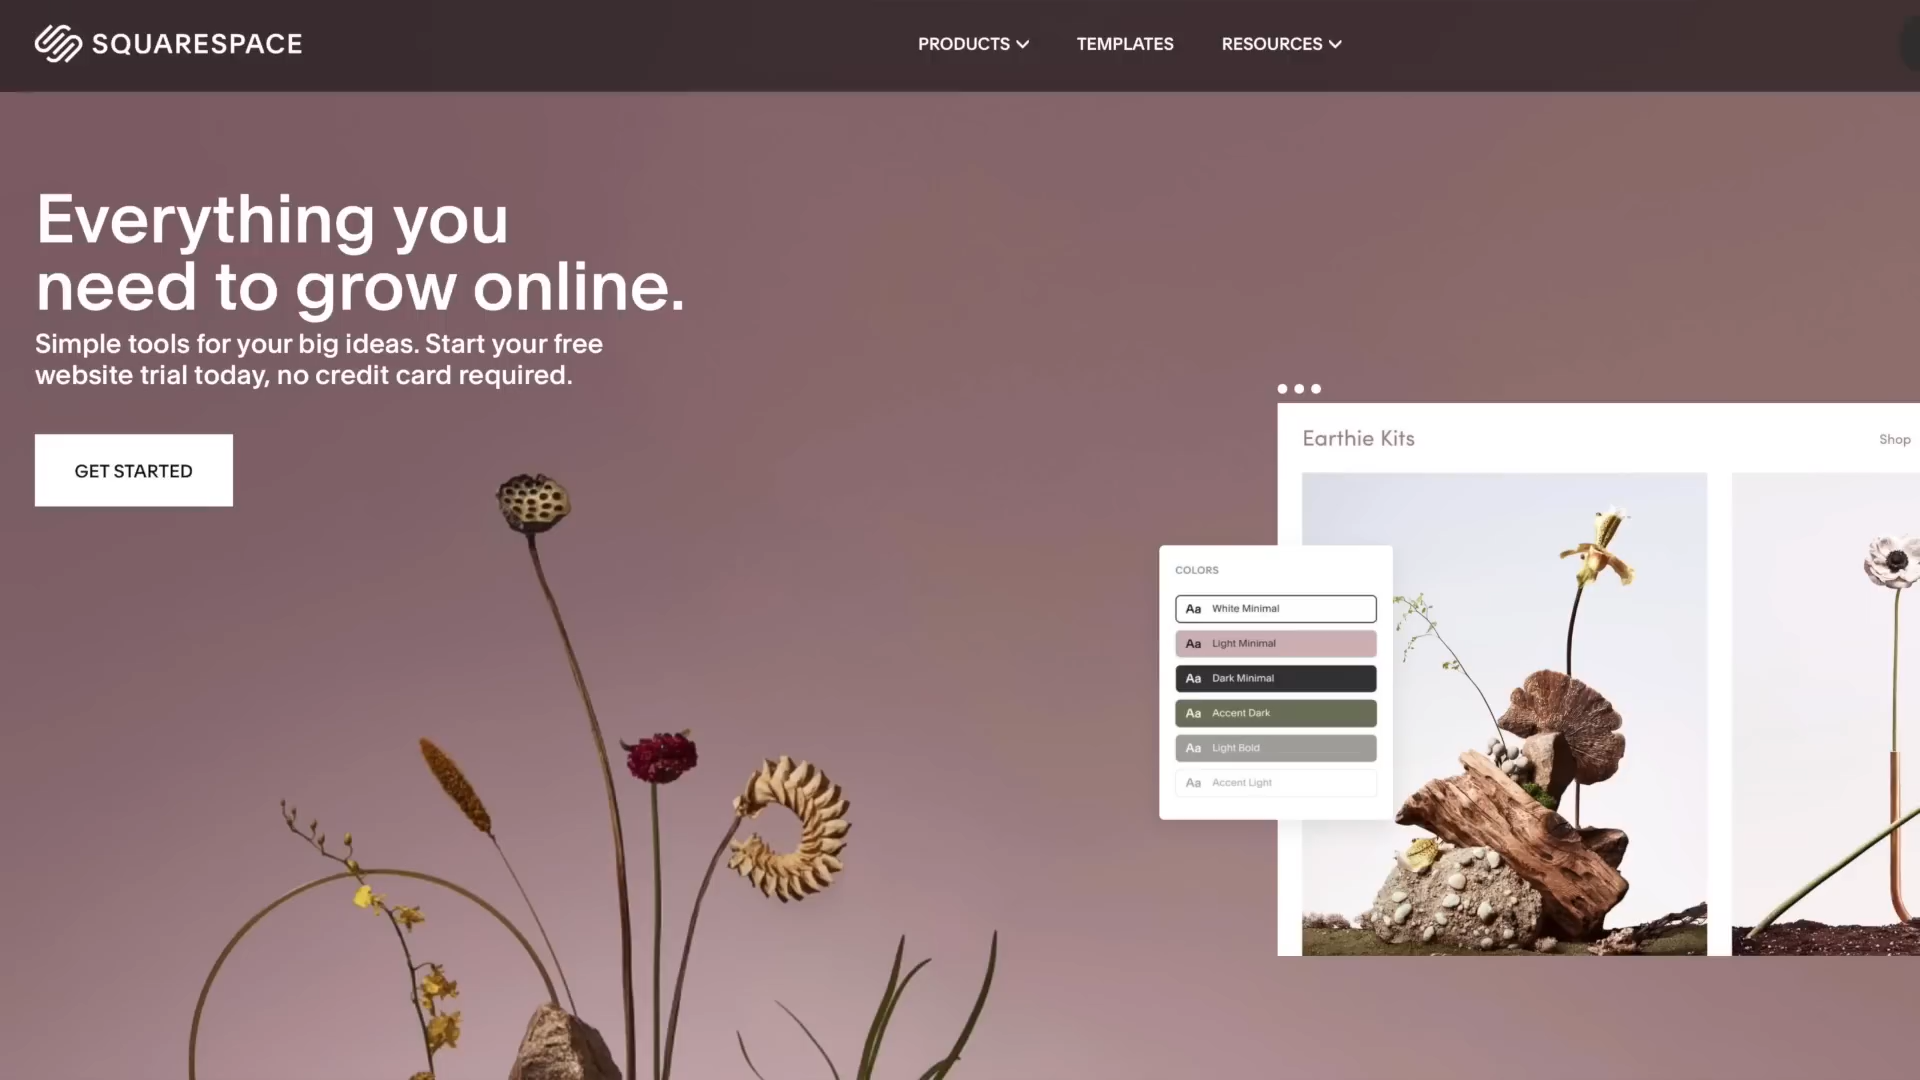 SQUARESPACE
PRODUCTS
TEMPLATES
RESOURCES
Everything you
need to grow online.
Simple tools for your big ideas. Start your free
website trial today, no credit card required.
GET STARTED
Earthie Kits
Shop
COLORS
Aa White Minimal
Aa Light Minimal
Aa Dark Minimal
Aa Accent Dark
Aa Light Bold
Aa Accent Light